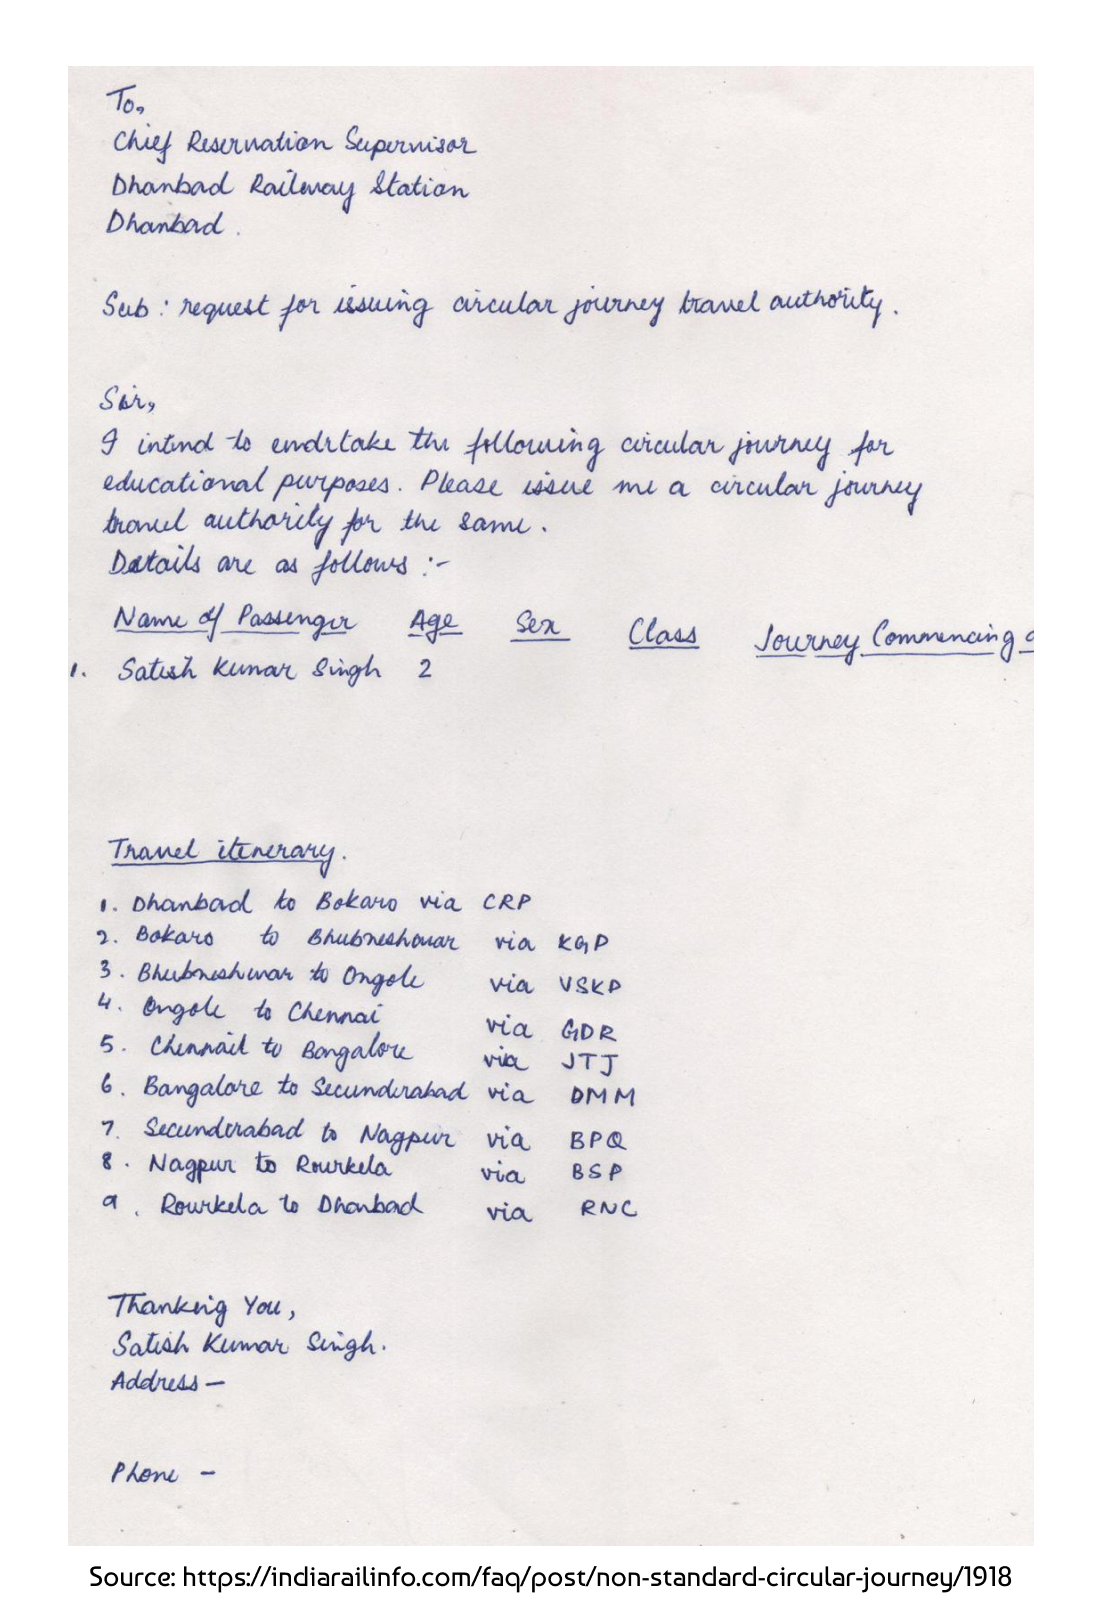 To,
Chief Reservation Supervisor
Dhanbad Railway Station
Dhanbad.
Sub : request for issuing circular journey travel authority.
Sir,
I intend to endrtake the following circular journey for
educational purposes. Please issue me a circular journey
travel authority for the same.
Details are as follows :-
Name of Passenger Age Sex Class Journey Commencing
1. Satish Kumar Singh 2
Travel itenerary.
1. Dhanbad to Bokaro via CRP
2. Bokaro to Bhubneshwar via KGP
3. Bhubneshwar to Ongole via VSKP
4. Ongole to Chennai via GDR
5. Chennail to Bangalore via JTJ
6. Bangalore to Secunderabad via DMM
7. Secunderabad to Nagpur via BPQ
8. Nagpur to Rourkela via BSP
9. Rourkela to Dhanbad via RNC
Thanking You,
Satish Kumar Singh.
Address -
Phone -
Source: https://indiarailinfo.com/faq/post/non-standard-circular-journey/1918